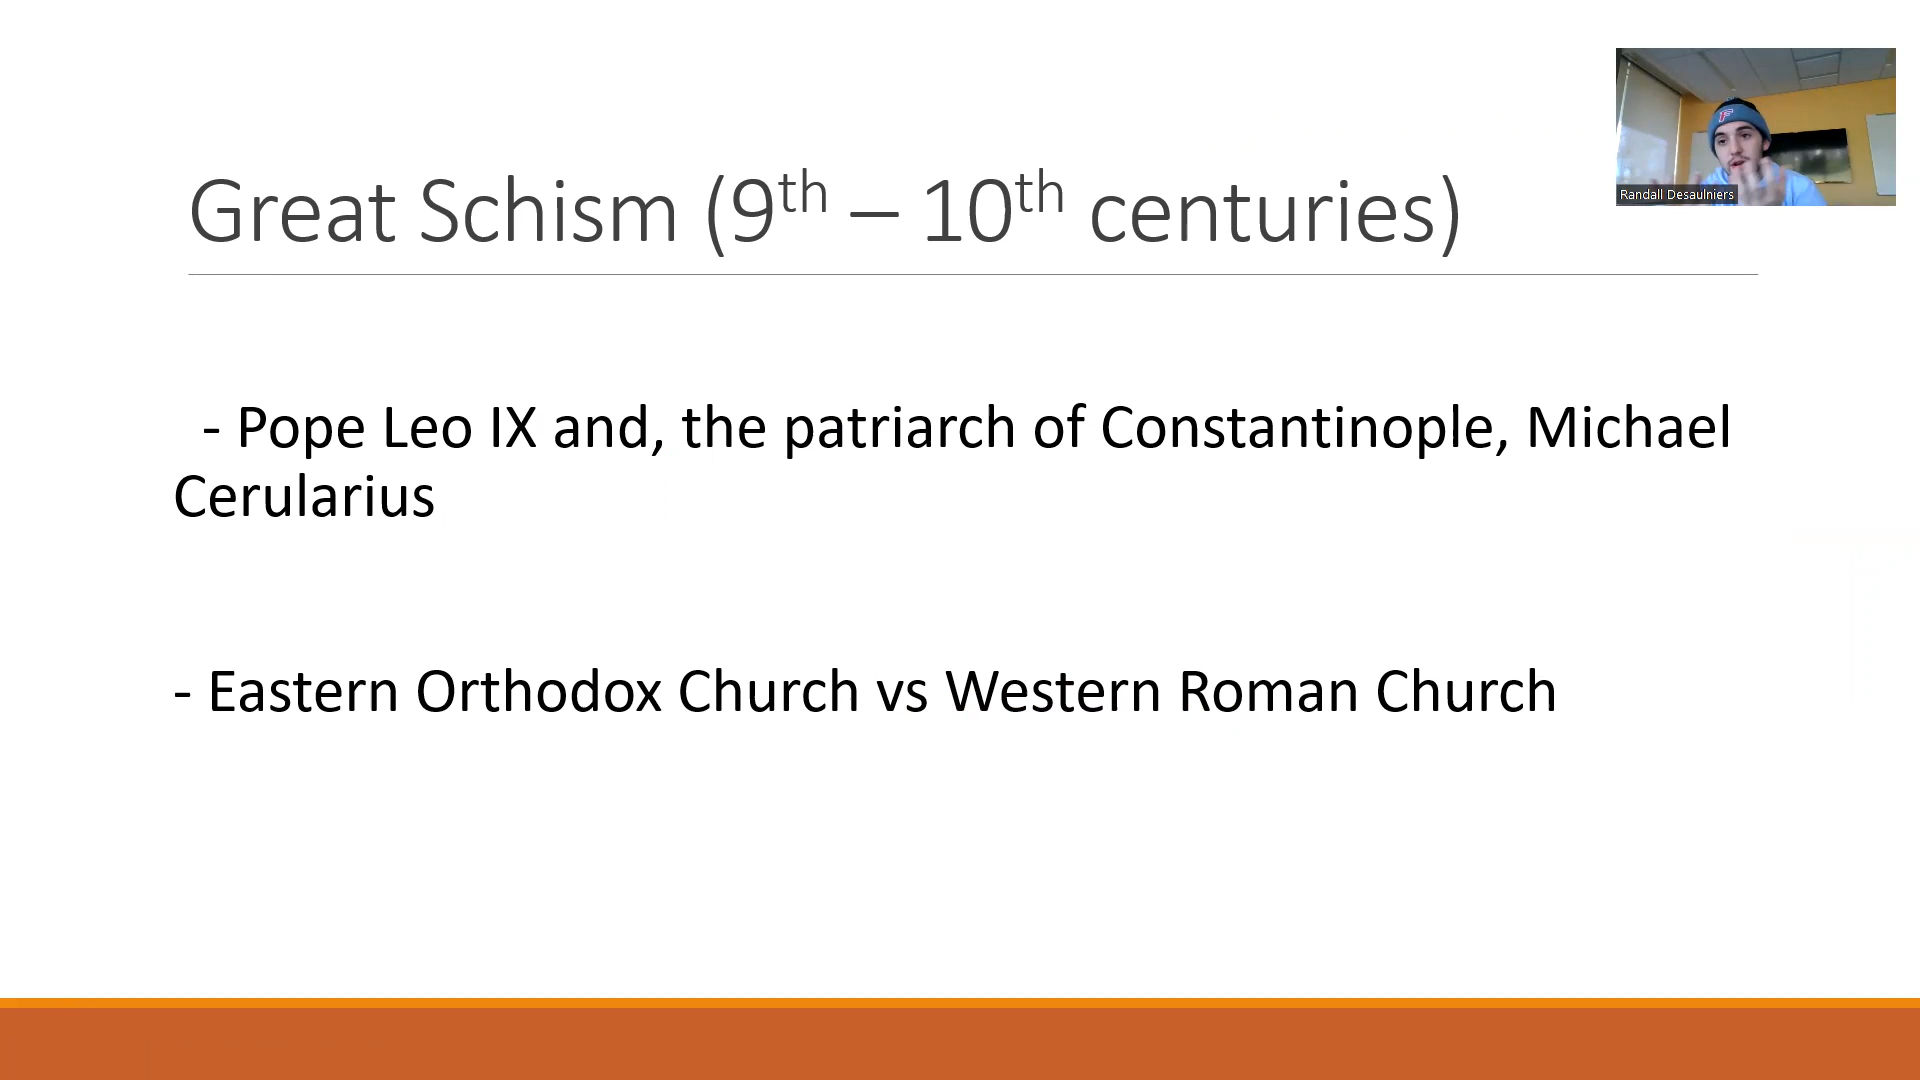 Randall Desaulniers
Great Schism (9th – 10th centuries)
- Pope Leo IX and, the patriarch of Constantinople, Michael
Cerularius
- Eastern Orthodox Church vs Western Roman Church